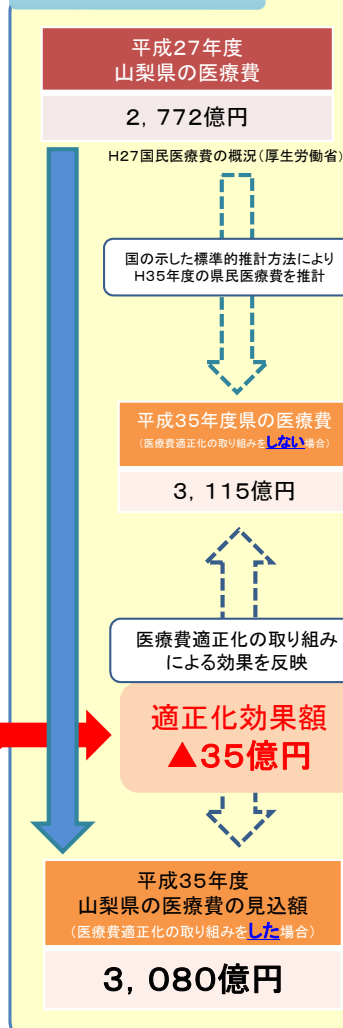 平成27年度
山梨県の医療費
2，772億円
H27国民医療費の概況（厚生労働省）
国の示した標準的推計方法により
H35年度の県民医療費を推計
平成35年度県の医療費
（医療費適正化の取り組みをしない場合）
3，115億円
医療費適正化の取り組み
による効果を反映
適正化効果額
▲35億円
平成35年度
山梨県の医療費の見込額
（医療費適正化の取り組みをした場合）
3，080億円